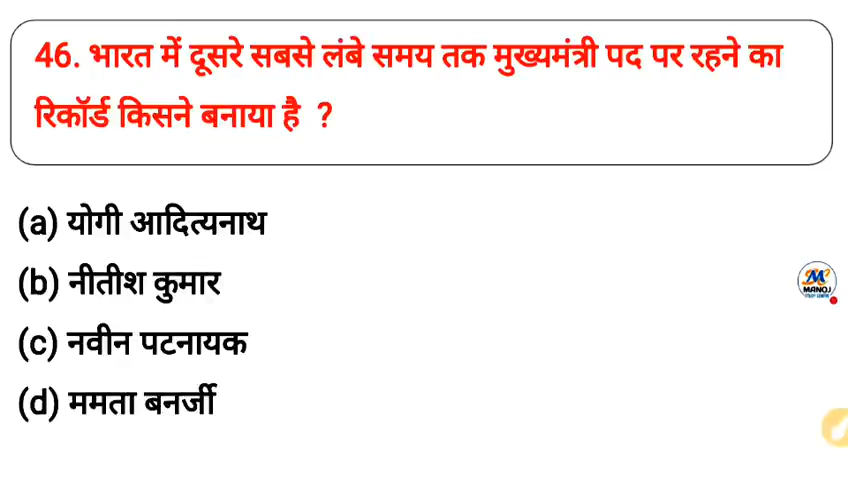 46. भारत में दूसरे सबसे लंबे समय तक मुख्यमंत्री पद पर रहने का
रिकॉर्ड किसने बनाया है ?
(a) योगी आदित्यनाथ
(b) नीतीश कुमार
(c) नवीन पटनायक
(d) ममता बनर्जी
MANOJ